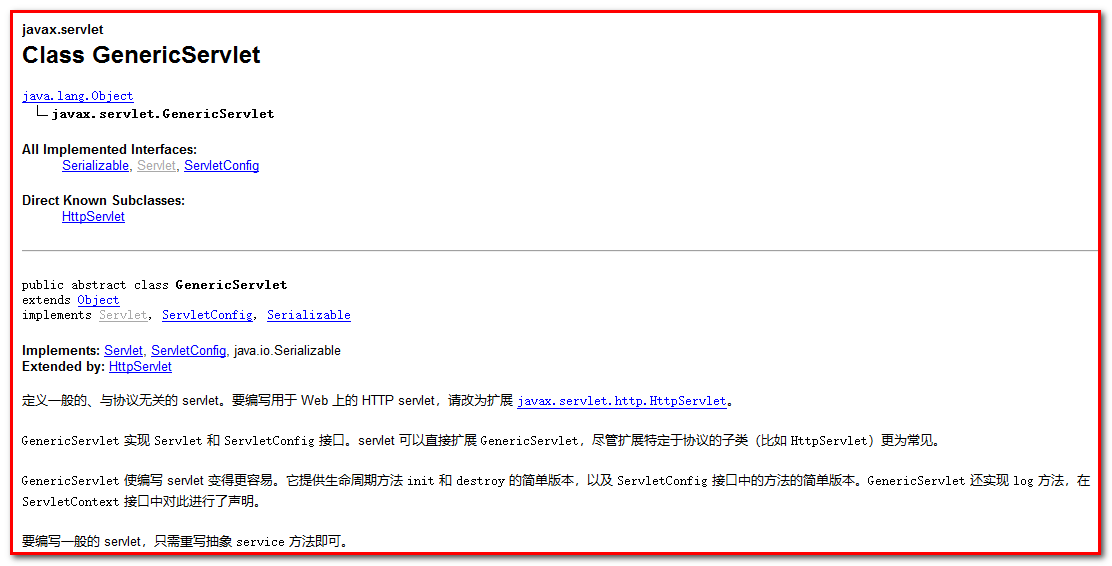 javax.servlet
Class GenericServlet
java.lang.Object
javax.servlet.GenericServlet
All Implemented Interfaces:
Serializable, Servlet, ServletConfig
Direct Known Subclasses:
HttpServlet
public abstract class GenericServlet
extends Object
implements Servlet, ServletConfig, Serializable
Implements: Servlet, ServletConfig, java.io.Serializable
Extended by: HttpServlet
定义一般的、与协议无关的 servlet。要编写用于 Web 上的 HTTP servlet，请改为扩展 javax.servlet.http.HttpServlet。
GenericServlet 实现 Servlet 和 ServletConfig 接口。servlet 可以直接扩展 GenericServlet，尽管扩展特定于协议的子类（比如 HttpServlet）更为常见。
GenericServlet 使编写 servlet 变得更容易。它提供生命周期方法 init 和 destroy 的简单版本，以及 ServletConfig 接口中的方法的简单版本。GenericServlet 还实现 log 方法，在
ServletContext 接口中对此进行了声明。
要编写一般的 servlet，只需重写抽象 service 方法即可。